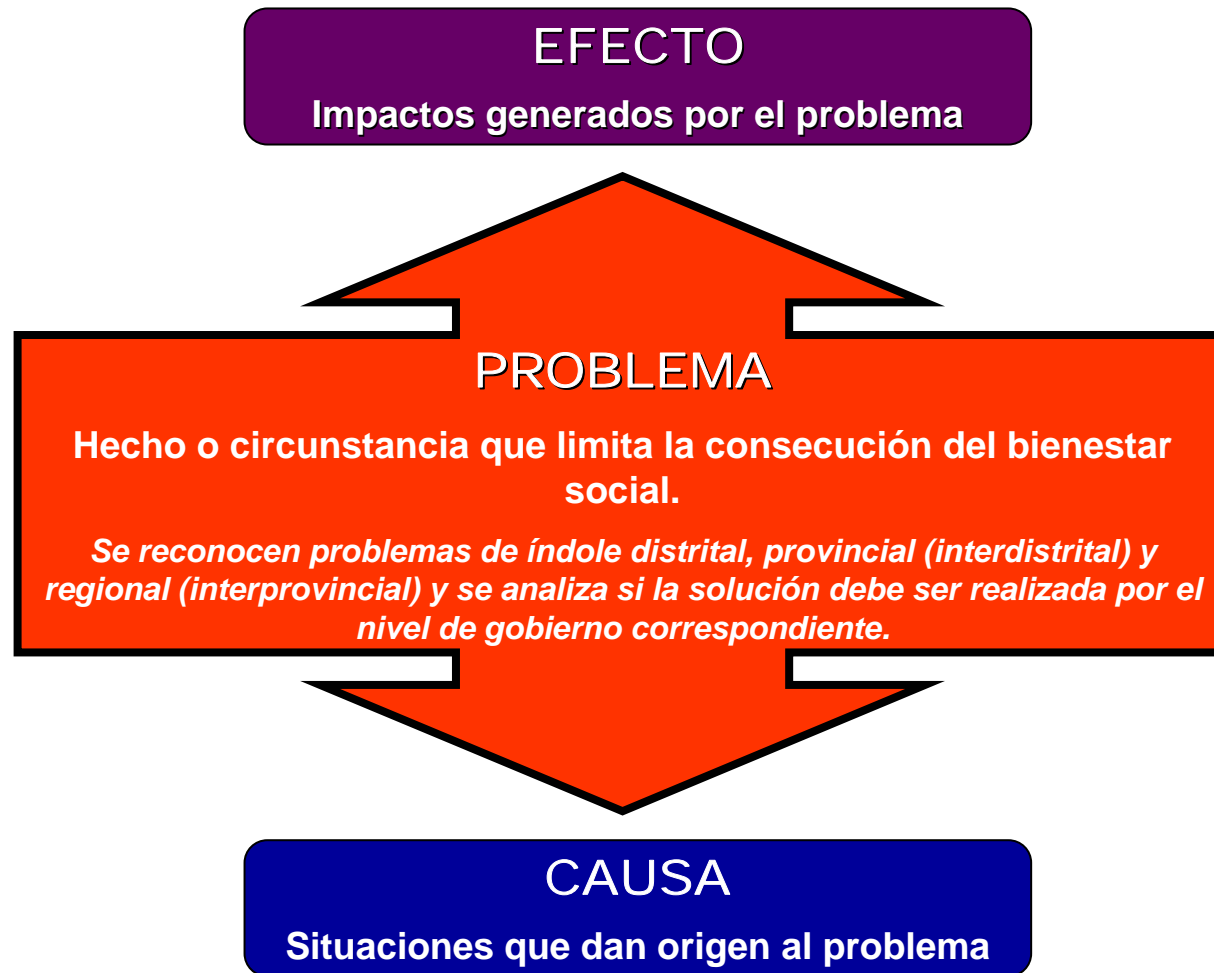 EFECTO
Impactos generados por el problema
PROBLEMA
Hecho o circunstancia que limita la consecución del bienestar
social.
Se reconocen problemas de índole distrital, provincial (interdistrital) y
regional (interprovincial) y se analiza si la solución debe ser realizada por el
nivel de gobierno correspondiente.
CAUSA
Situaciones que dan origen al problema